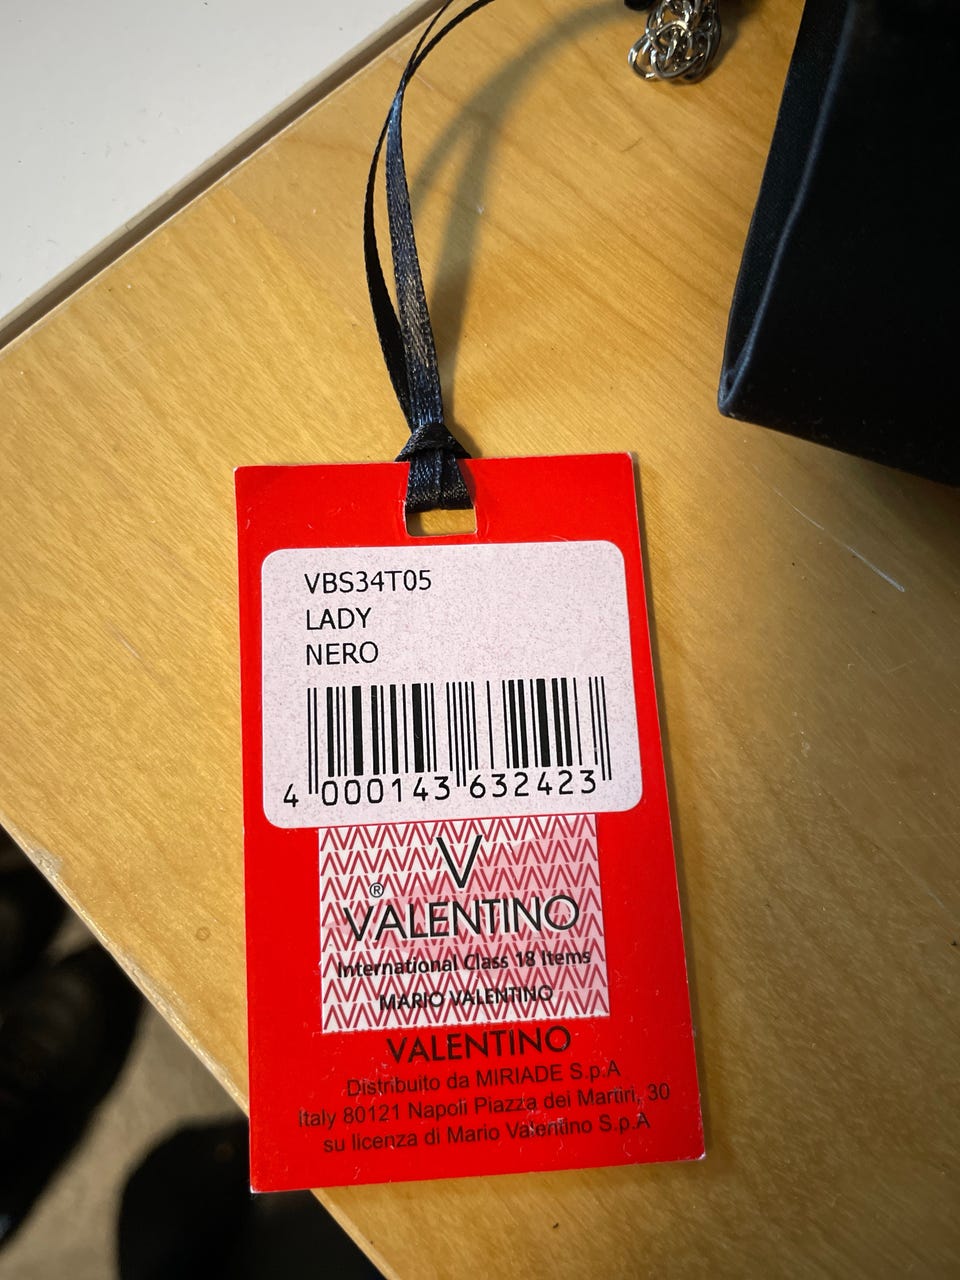 VBS34T05
LADY
NERO
4 000143 632423
V
VALENTINO®
International Class 18 Items
MARIO VALENTINO
VALENTINO
Distribuito da MIRIADE S.p.A
Italy 80121 Napoli Piazza dei Martiri, 30
su licenza di Mario Valentino S.p.A